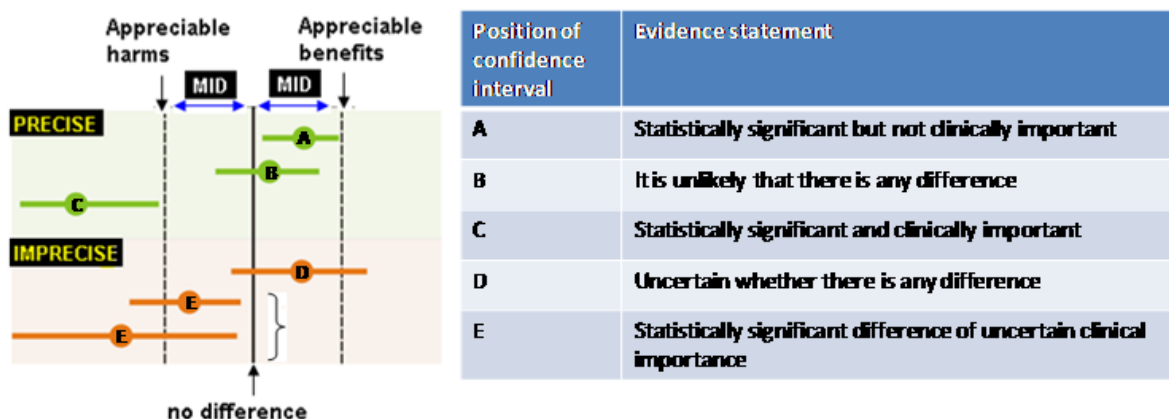 Appreciable harms
Appreciable benefits
MID
MID
PRECISE
A
B
C
IMPRECISE
D
E
E
no difference
Position of confidence interval
Evidence statement
A
Statistically significant but not clinically important
B
It is unlikely that there is any difference
C
Statistically significant and clinically important
D
Uncertain whether there is any difference
E
Statistically significant difference of uncertain clinical
importance